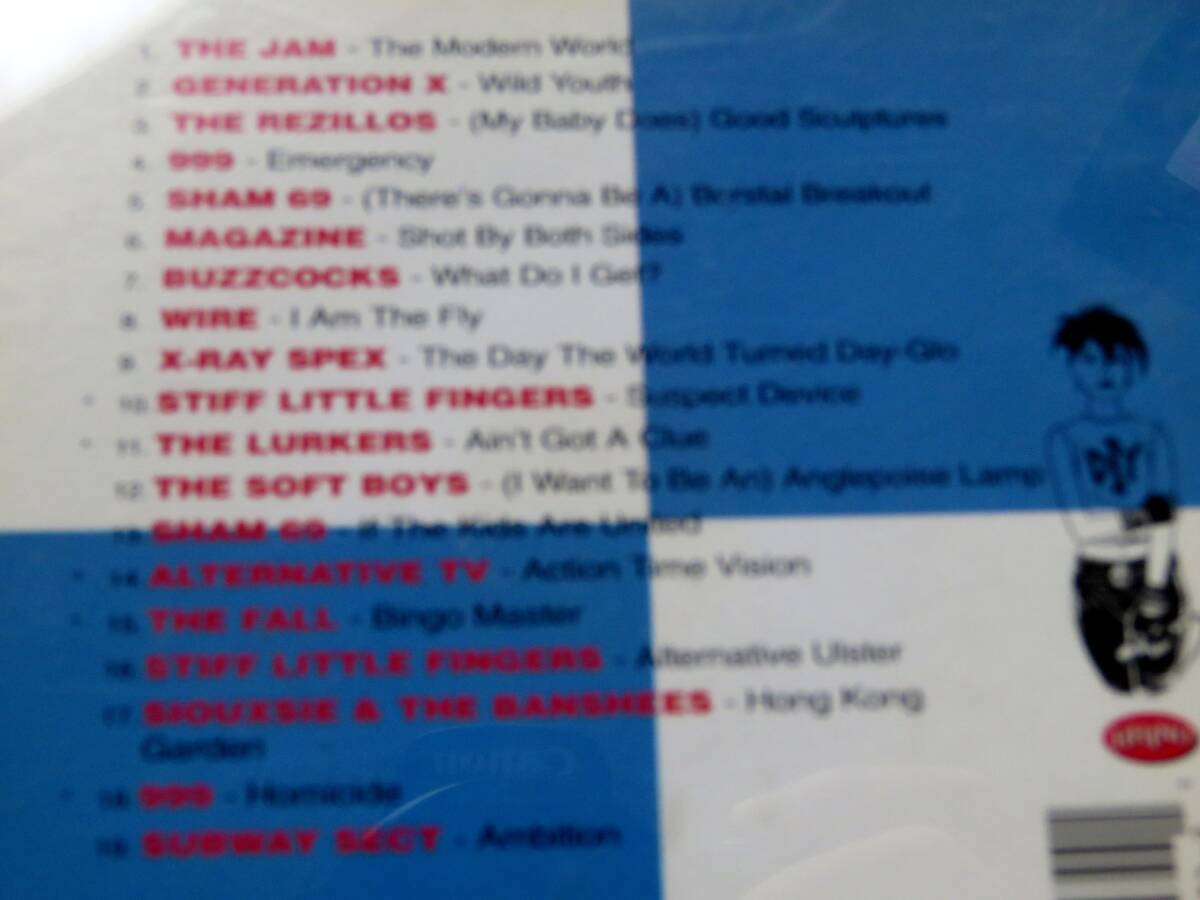 1. THE JAM - The Modern World
2. GENERATION X - Wild Youth
3. THE REZILLOS - (My Baby Does) Good Sculptures
4. 999 - Emergency
5. SHAM 69 - (There's Gonna Be A) Borstal Breakout
6. MAGAZINE - Shot By Both Sides
7. BUZZCOCKS - What Do I Get?
8. WIRE - I Am The Fly
9. X-RAY SPEX - The Day The World Turned Day-Glo
10. STIFF LITTLE FINGERS - Suspect Device
11. THE LURKERS - Ain't Got A Clue
12. THE SOFT BOYS - (I Want To Be An) Anglepoise Lamp
13. SHAM 69 - If The Kids Are United
14. ALTERNATIVE TV - Action Time Vision
15. THE FALL - Bingo Master
16. STIFF LITTLE FINGERS - Alternative Ulster
17. SIOUXSIE & THE BANSHEES - Hong Kong
Garden
18. 999 - Homicide
19. SUBWAY SECT - Ambition
DIY